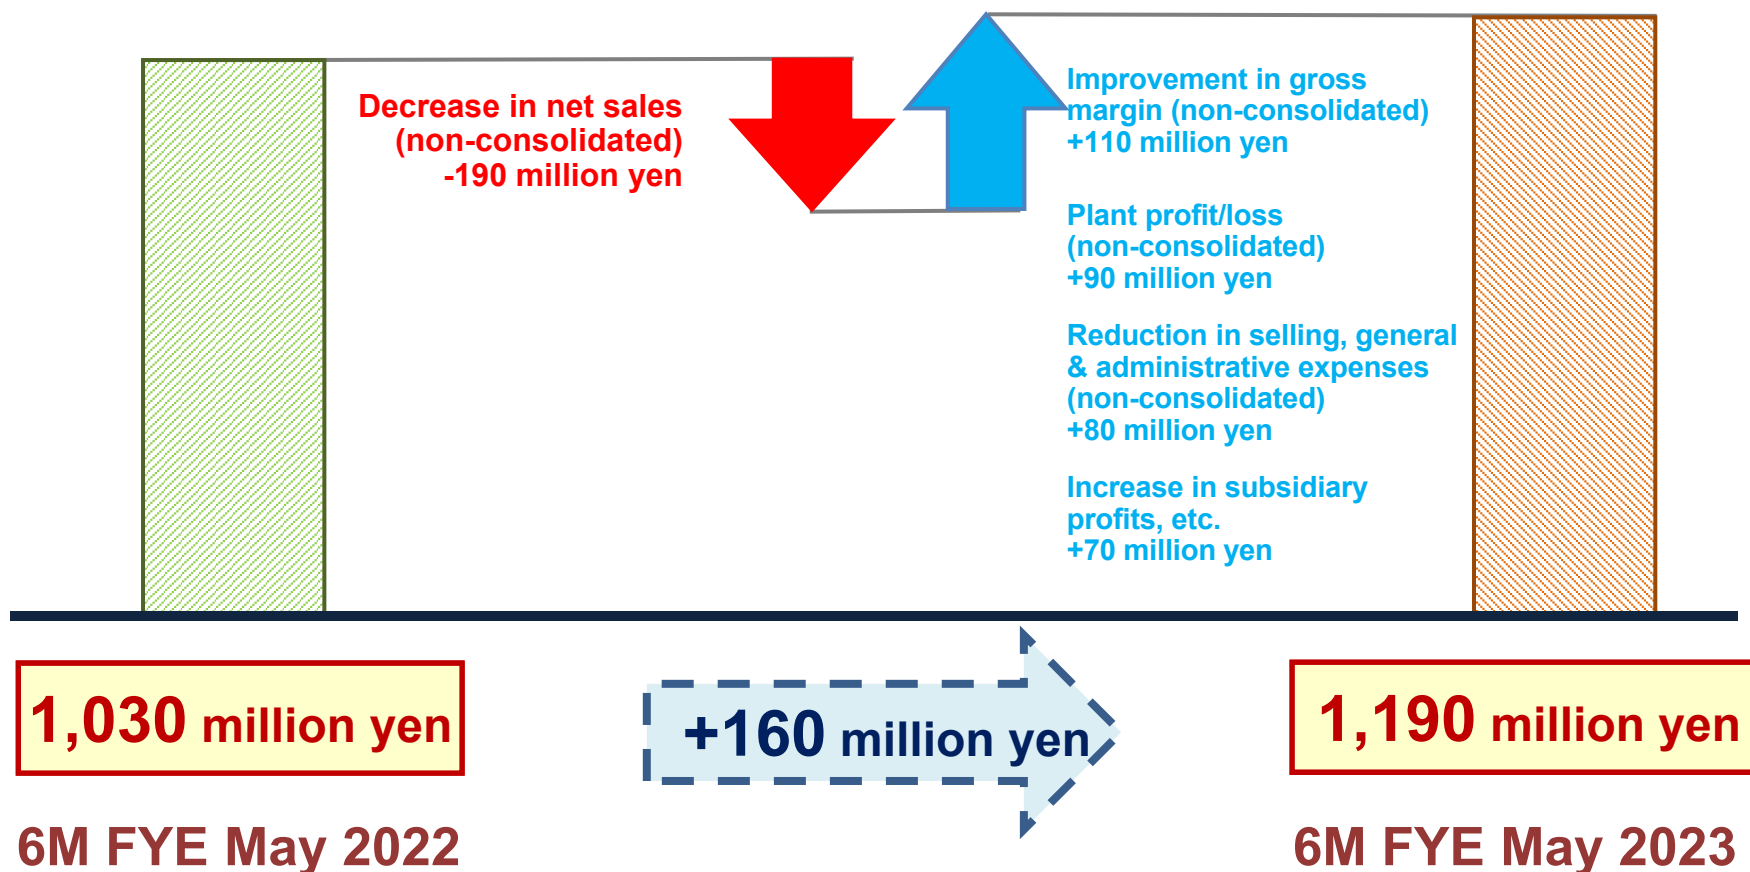 Decrease in net sales
(non-consolidated)
-190 million yen
Improvement in gross
margin (non-consolidated)
+110 million yen
Plant profit/loss
(non-consolidated)
+90 million yen
Reduction in selling, general
& administrative expenses
(non-consolidated)
+80 million yen
Increase in subsidiary
profits, etc.
+70 million yen
1,030 million yen
+160 million yen
1,190 million yen
6M FYE May 2022
6M FYE May 2023